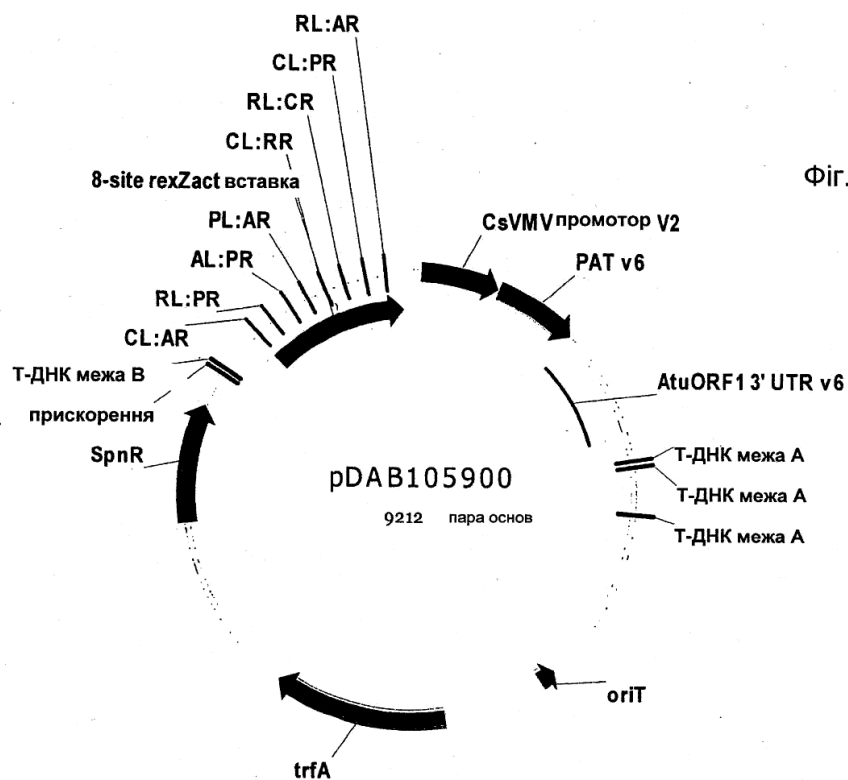 RL:AR
CL:PR
RL:CR
CL:RR
8-site rexZact вставка
Фіг.
PL:AR
CsVMV промотор V2
AL:PR
PAT v6
RL:PR
CL:AR
Т-ДНК межа В
AtuORF1 3' UTR v6
прискорення
SpnR
Т-ДНК межа А
pDAB105900
Т-ДНК межа А
9212 пара основ
Т-ДНК межа А
oriT
trfA